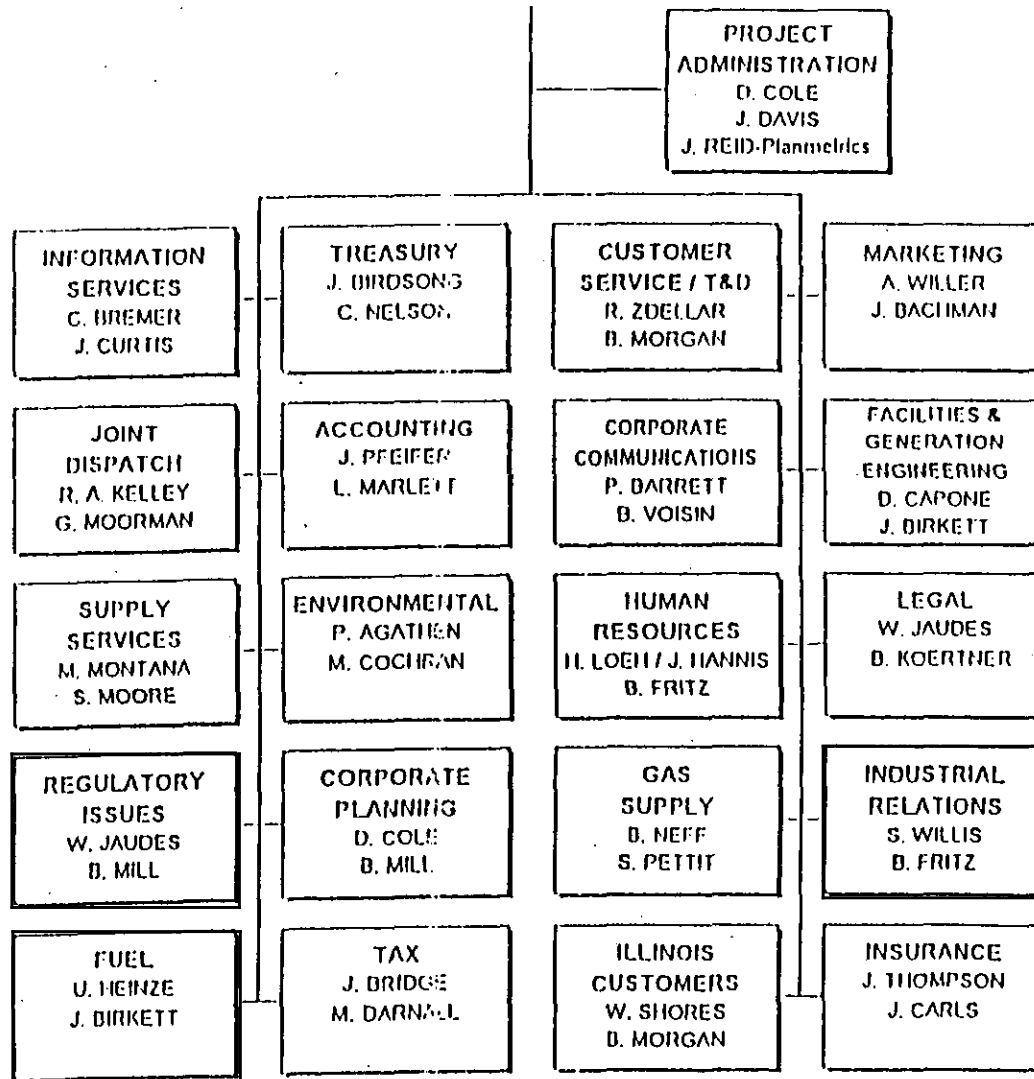 PROJECT
ADMINISTRATION
D. COLE
J. DAVIS
J. REID-Planmetrics
INFORMATION
SERVICES
C. BREMER
J. CURTIS
TREASURY
J. BIRDSONG
C. NELSON
CUSTOMER
SERVICE / T&D
R. ZDELLAR
B. MORGAN
MARKETING
A. WILLER
J. BACHMAN
JOINT
DISPATCH
R. A. KELLEY
G. MOORMAN
ACCOUNTING
J. PFEIFER
L. MARLETT
CORPORATE
COMMUNICATIONS
P. BARRETT
B. VOISIN
FACILITIES &
GENERATION
ENGINEERING
D. CAPONE
J. BIRKETT
SUPPLY
SERVICES
M. MONTANA
S. MOORE
ENVIRONMENTAL
P. AGATHEN
M. COCHRAN
HUMAN
RESOURCES
H. LOEH / J. HANNIS
B. FRITZ
LEGAL
W. JAUDES
B. KOERTNER
REGULATORY
ISSUES
W. JAUDES
B. MILL
CORPORATE
PLANNING
D. COLE
B. MILL
GAS
SUPPLY
B. NEFF
S. PETTIT
INDUSTRIAL
RELATIONS
S. WILLIS
B. FRITZ
FUEL
U. HEINZE
J. BIRKETT
TAX
J. BRIDGE
M. DARNALL
ILLINOIS
CUSTOMERS
W. SHORES
B. MORGAN
INSURANCE
J. THOMPSON
J. CARLS